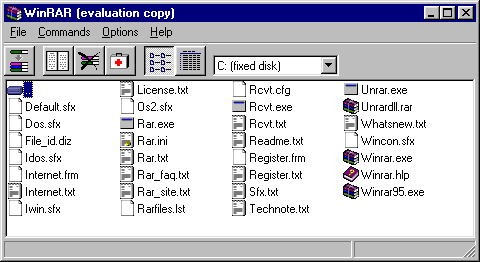 WinRAR (evaluation copy)
File Commands Options Help
C: (fixed disk)
License.txt Rcvt.cfg Unrar.exe
Default.sfx Os2.sfx Rcvt.exe Unrardll.rar
Dos.sfx Rar.exe Rcvt.txt Whatsnew.txt
File_id.diz Rar.ini Readme.txt Wincon.sfx
Idos.sfx Rar.txt Register.frm Winrar.exe
Internet.frm Rar_faq.txt Register.txt Winrar.hlp
Internet.txt Rar_site.txt Sfx.txt Winrar95.exe
Iwin.sfx Rarfiles.lst Technote.txt